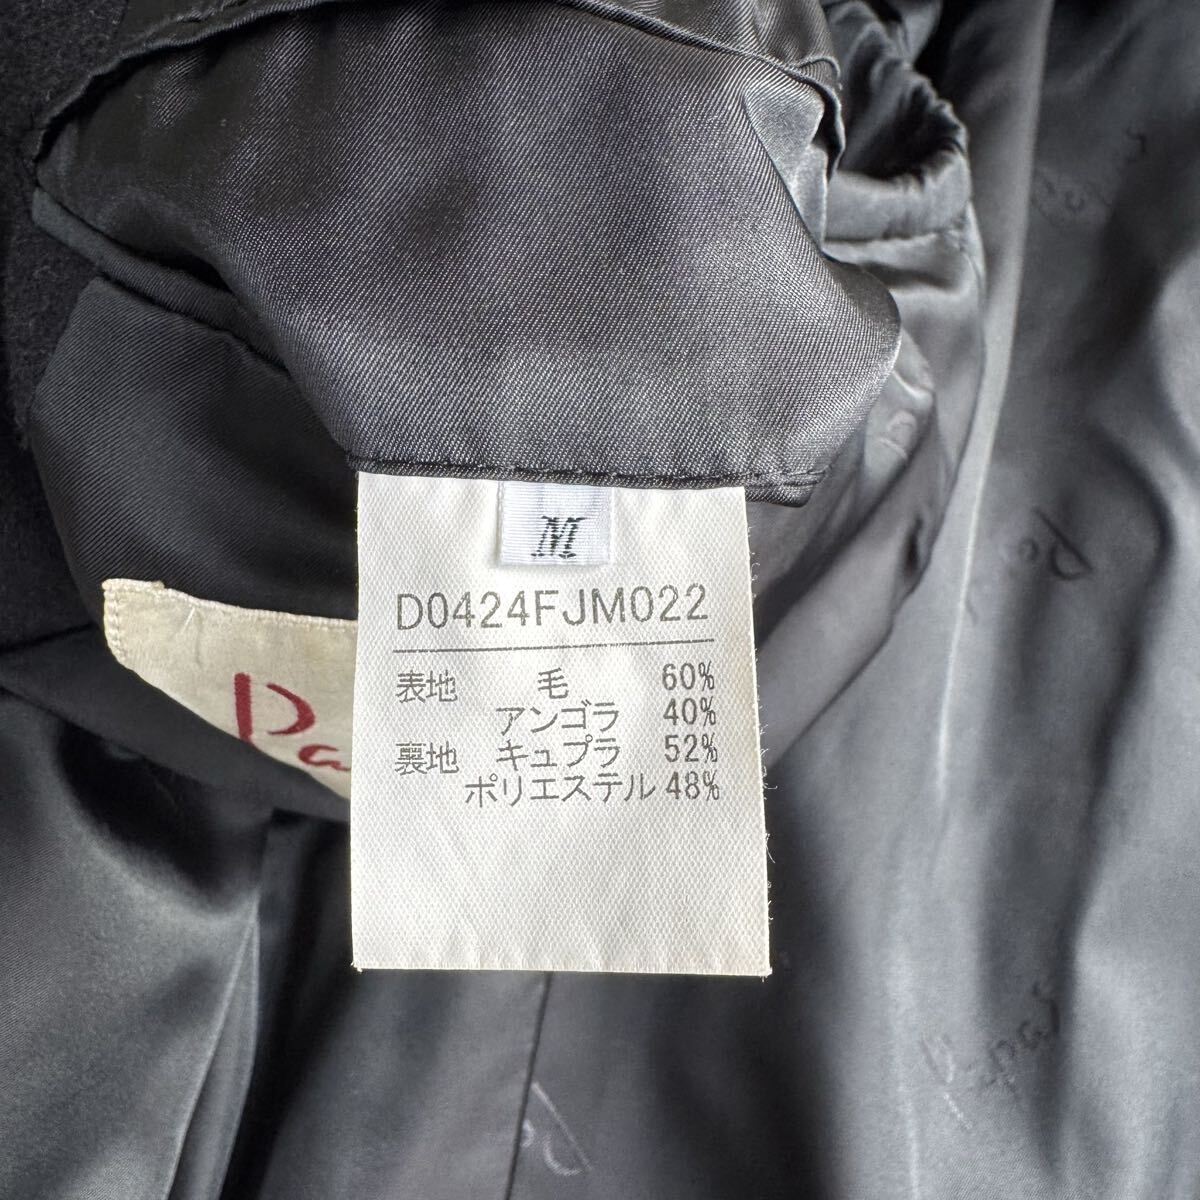 M
D0424FJM022
表地 毛 60%
アンゴラ 40%
裏地 キュプラ 52%
ポリエステル 48%
Pa